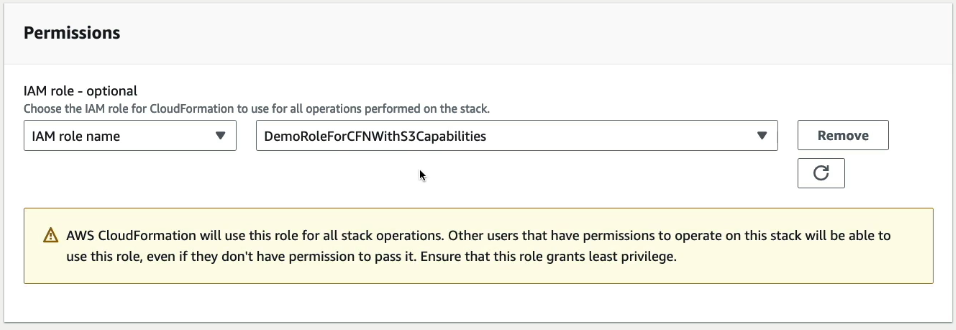 Permissions
IAM role - optional
Choose the IAM role for CloudFormation to use for all operations performed on the stack.
IAM role name DemoRoleForCFNWithS3Capabilities Remove
AWS CloudFormation will use this role for all stack operations. Other users that have permissions to operate on this stack will be able to
use this role, even if they don't have permission to pass it. Ensure that this role grants least privilege.